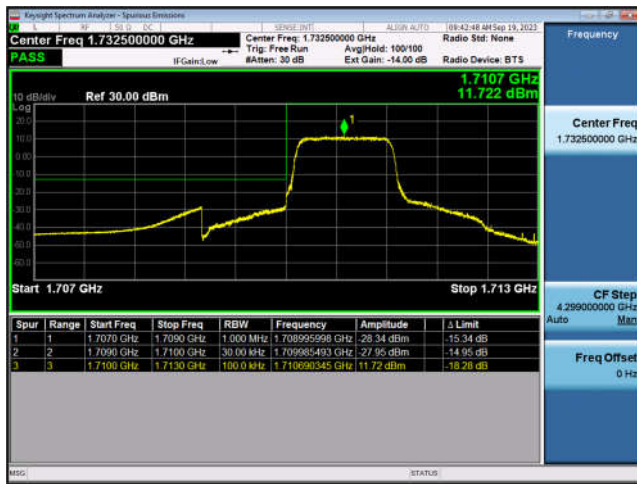 Keysight Spectrum Analyzer - Spurious Emissions
L RF 50 Ω DC SENSE:INT ALIGN AUTO 09:42:48 AM Sep 19, 2023
Center Freq 1.732500000 GHz Center Freq: 1.732500000 GHz Radio Std: None Frequency
Trig: Free Run Avg|Hold: 100/100
PASS IFGain:Low #Atten: 30 dB Ext Gain: -14.00 dB Radio Device: BTS
1.7107 GHz
10 dB/div Ref 30.00 dBm 11.722 dBm
Log
20.0
10.0
0.00
-10.0
-20.0
-30.0
-40.0
-50.0
-60.0
1
Start 1.707 GHz Stop 1.713 GHz
Center Freq
1.732500000 GHz
CF Step
4.299000000 GHz
Auto Man
Freq Offset
0 Hz
Spur Range Start Freq Stop Freq RBW Frequency Amplitude Δ Limit
1 1 1.7070 GHz 1.7090 GHz 1.000 MHz 1.708995998 GHz -28.34 dBm -15.34 dB
2 2 1.7090 GHz 1.7100 GHz 30.00 kHz 1.709985493 GHz -27.95 dBm -14.95 dB
3 3 1.7100 GHz 1.7130 GHz 100.0 kHz 1.710690345 GHz 11.72 dBm -18.28 dB
MSG STATUS